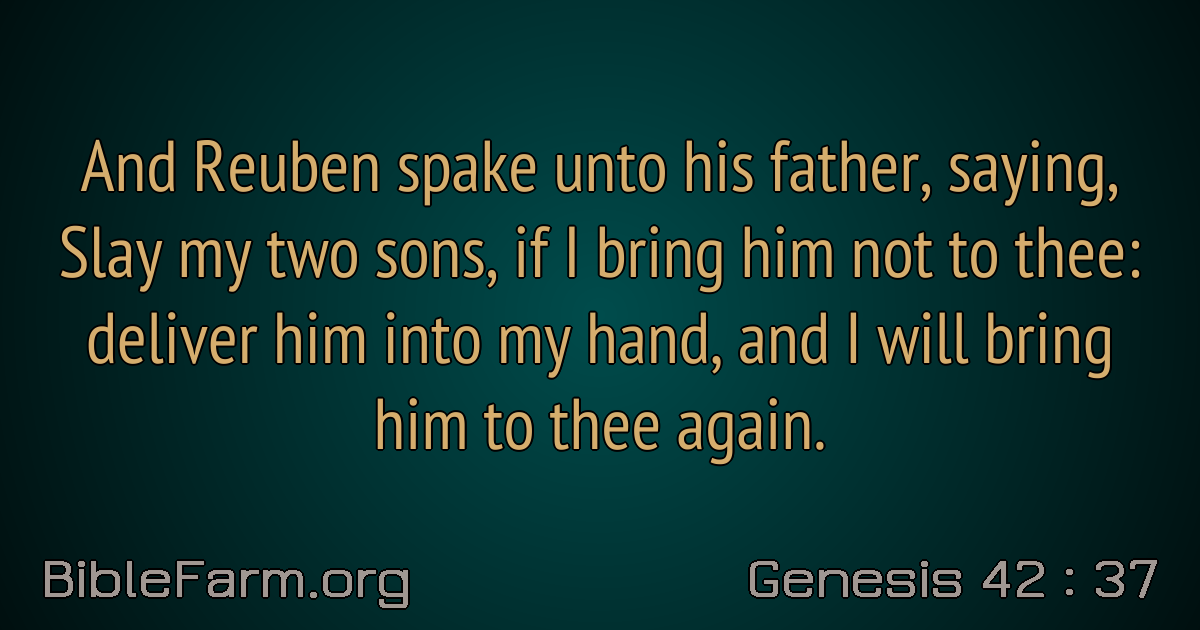 And Reuben spake unto his father, saying,
Slay my two sons, if I bring him not to thee:
deliver him into my hand, and I will bring
him to thee again.
BibleFarm.org
Genesis 42 : 37